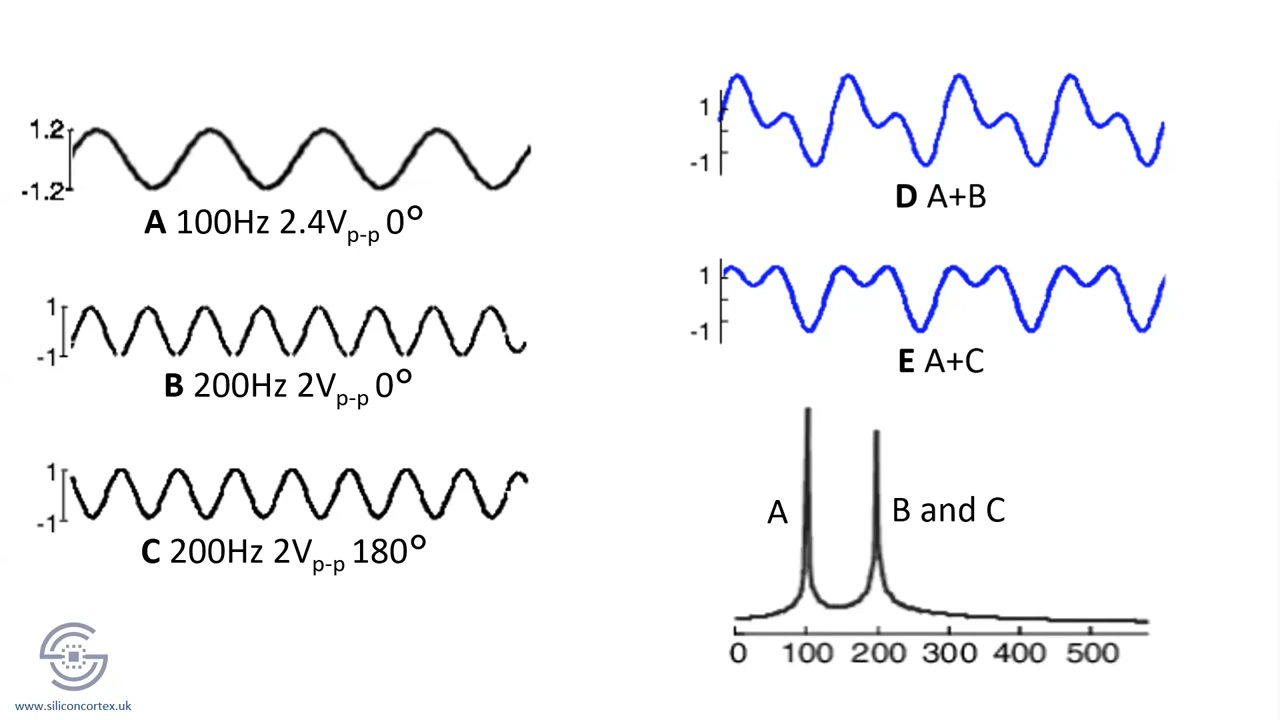 1.2
-1.2
A 100Hz 2.4Vp-p 0°
1
-1
B 200Hz 2Vp-p 0°
1
-1
C 200Hz 2Vp-p 180°
1
-1
D A+B
1
-1
E A+C
A
B and C
0 100 200 300 400 500
www.siliconcortex.uk